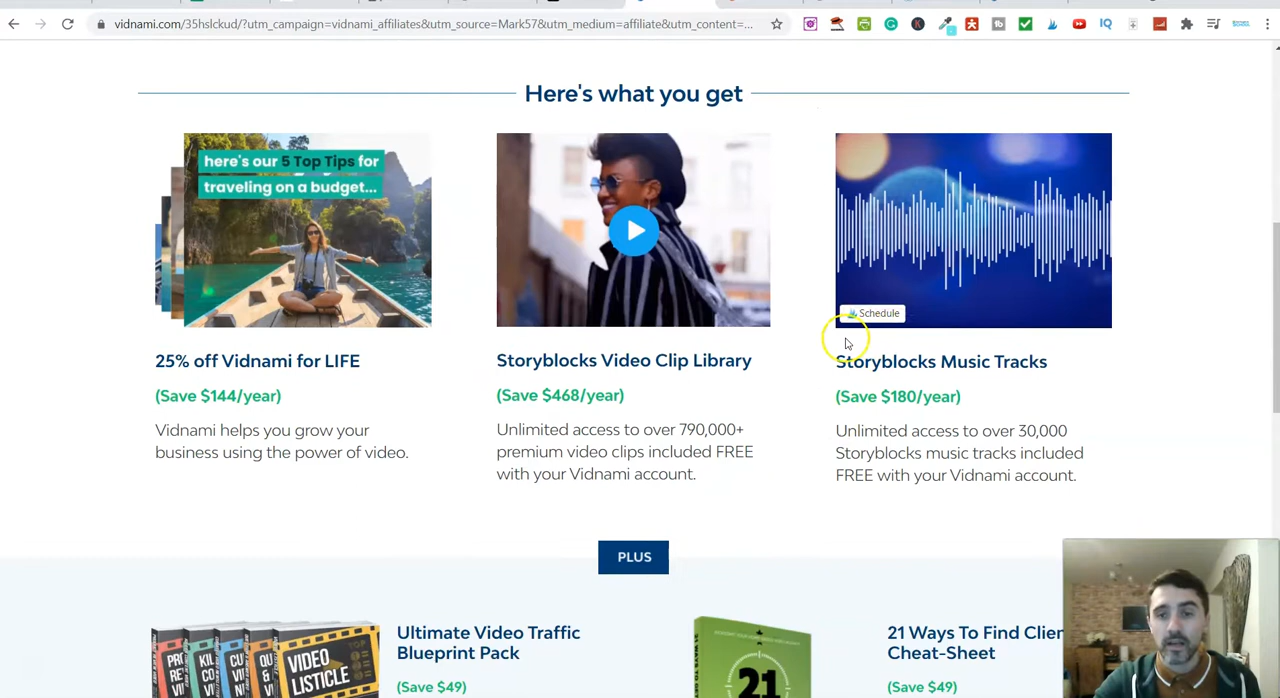 vidnami.com/35hslckud/?utm_campaign=vidnami_affiliates&utm_source=Mark57&utm_medium=affiliate&utm_content=...
Here's what you get
here's our 5 Top Tips for
traveling on a budget...
Schedule
25% off Vidnami for LIFE
(Save $144/year)
Vidnami helps you grow your
business using the power of video.
Storyblocks Video Clip Library
(Save $468/year)
Unlimited access to over 790,000+
premium video clips included FREE
with your Vidnami account.
Storyblocks Music Tracks
(Save $180/year)
Unlimited access to over 30,000
Storyblocks music tracks included
FREE with your Vidnami account.
PLUS
VIDEO
LISTICLE
Ultimate Video Traffic
Blueprint Pack
(Save $49)
21
21 Ways To Find Clien
Cheat-Sheet
(Save $49)